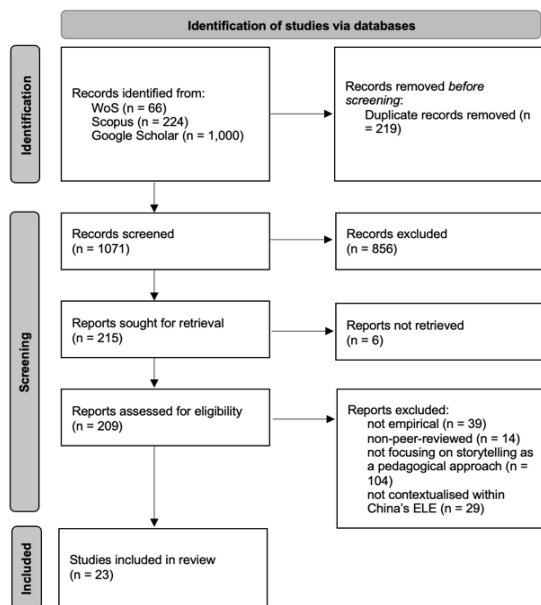 Identification of studies via databases
Identification
Records identified from:
WoS (n = 66)
Scopus (n = 224)
Google Scholar (n = 1,000)
Records removed before
screening:
Duplicate records removed (n
= 219)
Screening
Records screened
(n = 1071)
Records excluded
(n = 856)
Reports sought for retrieval
(n = 215)
Reports not retrieved
(n = 6)
Reports assessed for eligibility
(n = 209)
Reports excluded:
not empirical (n = 39)
non-peer-reviewed (n = 14)
not focusing on storytelling as
a pedagogical approach (n =
104)
not contextualised within
China's ELE (n = 29)
Included
Studies included in review
(n = 23)